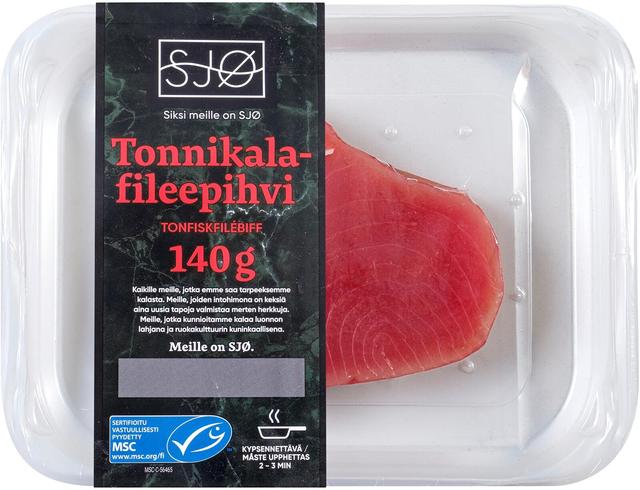 SJØ
Siksi meille on SJØ
Tonnikala-
fileepihvi
TONFISKFILÉBIFF
140 g
Kaikille meille, jotka emme saa tarpeeksemme
kalasta. Meille, joiden intohimona on keksiä
aina uusia tapoja valmistaa merten herkkuja.
Meille, jotka kunnioitamme kalaa luonnon
lahjana ja ruokakulttuurin kuninkaallisena.
Meille on SJØ.
SERTIFIOITU
VASTUULLISESTI
PYYDETTY
MSC
www.msc.org/fi
MSC-C-56465
KYPSENNETTÄVÄ /
MÅSTE UPPHETTAS
2 - 3 MIN